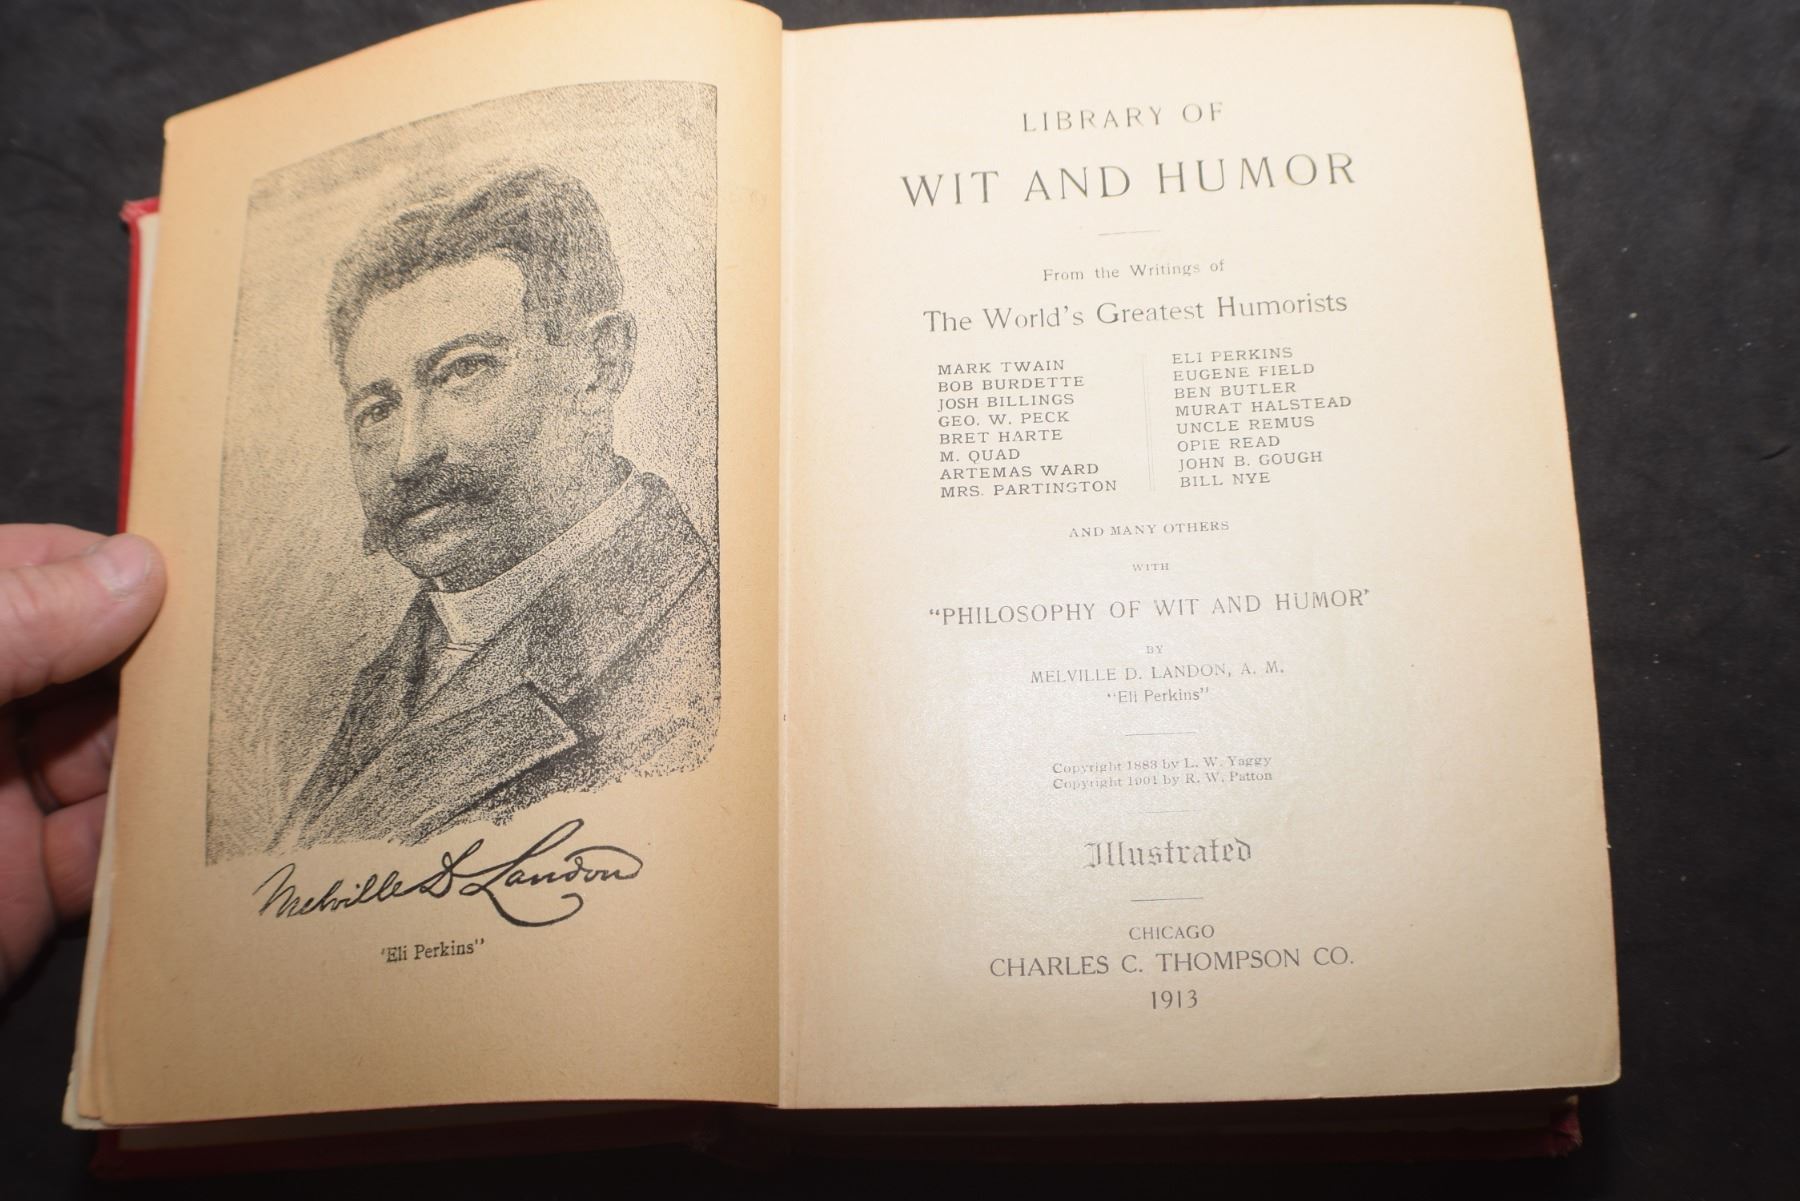 Melville D Landon
'Eli Perkins"
LIBRARY OF
WIT AND HUMOR
From the Writings of
The World's Greatest Humorists
MARK TWAIN
BOB BURDETTE
JOSH BILLINGS
GEO. W. PECK
BRET HARTE
M. QUAD
ARTEMAS WARD
MRS. PARTINGTON
ELI PERKINS
EUGENE FIELD
BEN BUTLER
MURAT HALSTEAD
UNCLE REMUS
OPIE READ
JOHN B. GOUGH
BILL NYE
AND MANY OTHERS
WITH
"PHILOSOPHY OF WIT AND HUMOR"
BY
MELVILLE D. LANDON, A. M.
"Eli Perkins"
Copyright 1883 by L. W. Yaggy
Copyright 1901 by R. W. Patton
Illustrated
CHICAGO
CHARLES C. THOMPSON CO.
1913